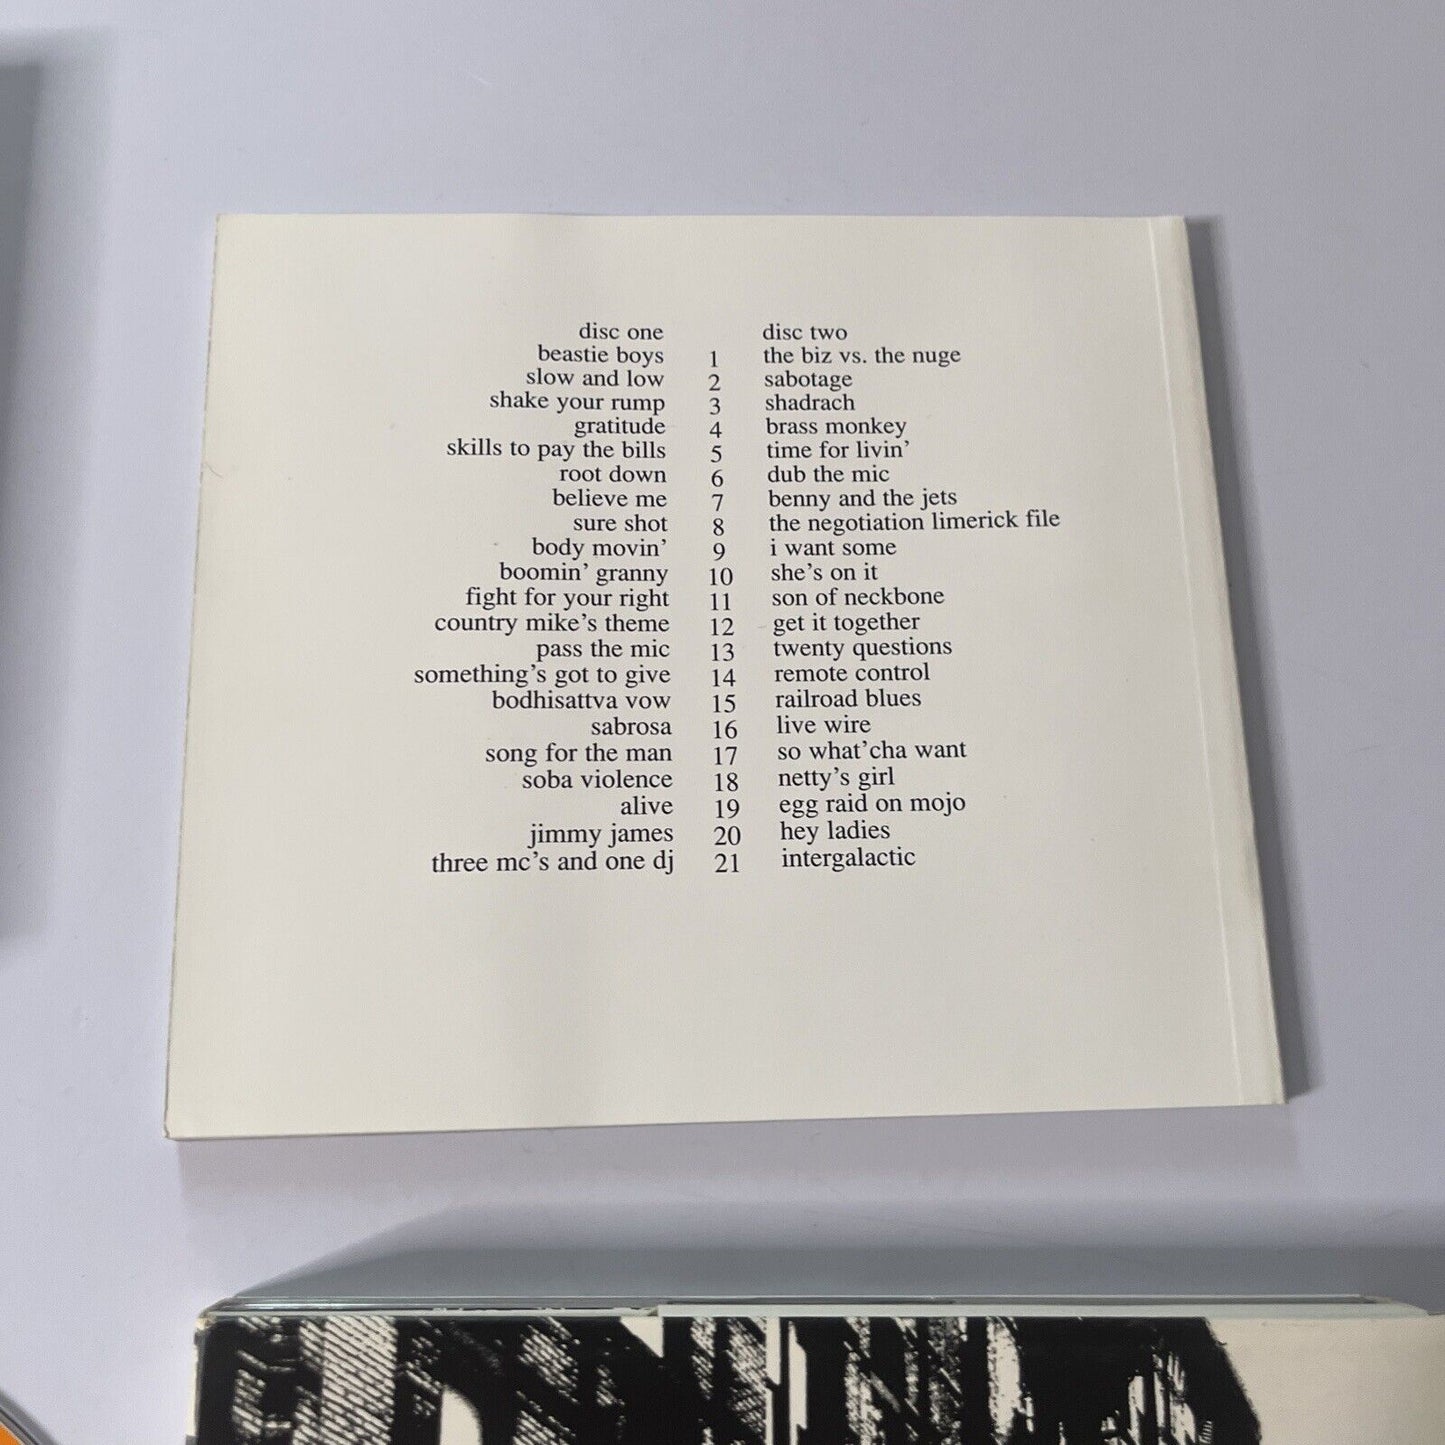 disc one disc two
beastie boys 1 the biz vs. the nuge
slow and low 2 sabotage
shake your rump 3 shadrach
gratitude 4 brass monkey
skills to pay the bills 5 time for livin'
root down 6 dub the mic
believe me 7 benny and the jets
sure shot 8 the negotiation limerick file
body movin' 9 i want some
boomin' granny 10 she's on it
fight for your right 11 son of neckbone
country mike's theme 12 get it together
pass the mic 13 twenty questions
something's got to give 14 remote control
bodhisattva vow 15 railroad blues
sabrosa 16 live wire
song for the man 17 so what'cha want
soba violence 18 netty's girl
alive 19 egg raid on mojo
jimmy james 20 hey ladies
three mc's and one dj 21 intergalactic